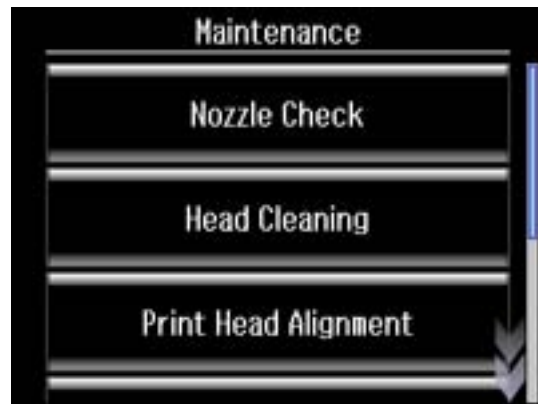 Maintenance
Nozzle Check
Head Cleaning
Print Head Alignment